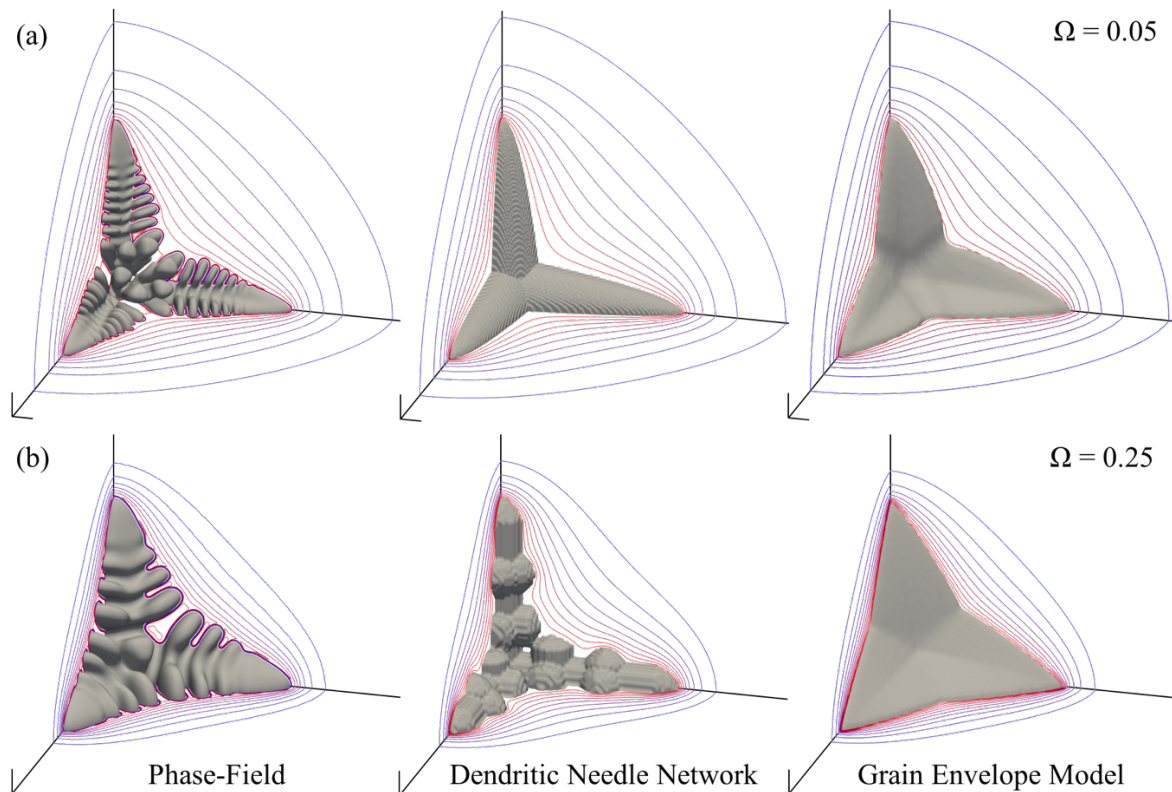 (a)
Ω = 0.05
(b)
Ω = 0.25
Phase-Field
Dendritic Needle Network
Grain Envelope Model